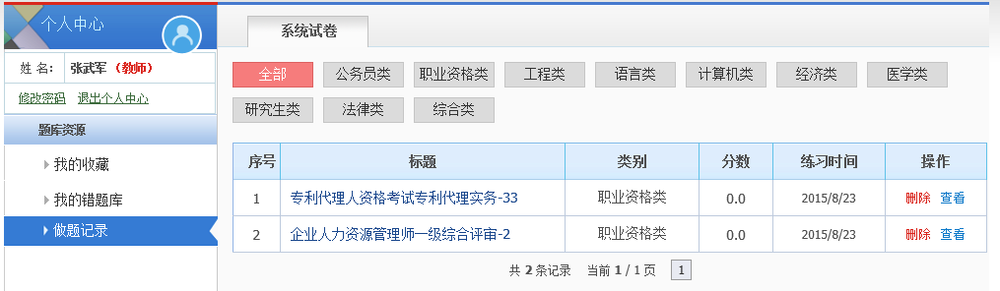 个人中心
姓 名： 张武军 （教师）
修改密码 退出个人中心
题库资源
我的收藏
我的错题库
做题记录
系统试卷
全部 公务员类 职业资格类 工程类 语言类 计算机类 经济类 医学类
研究生类 法律类 综合类
序号 标题 类别 分数 练习时间 操作
1 专利代理人资格考试专利代理实务-33 职业资格类 0.0 2015/8/23 删除 查看
2 企业人力资源管理师一级综合评审-2 职业资格类 0.0 2015/8/23 删除 查看
共 2 条记录 当前 1 / 1 页 1